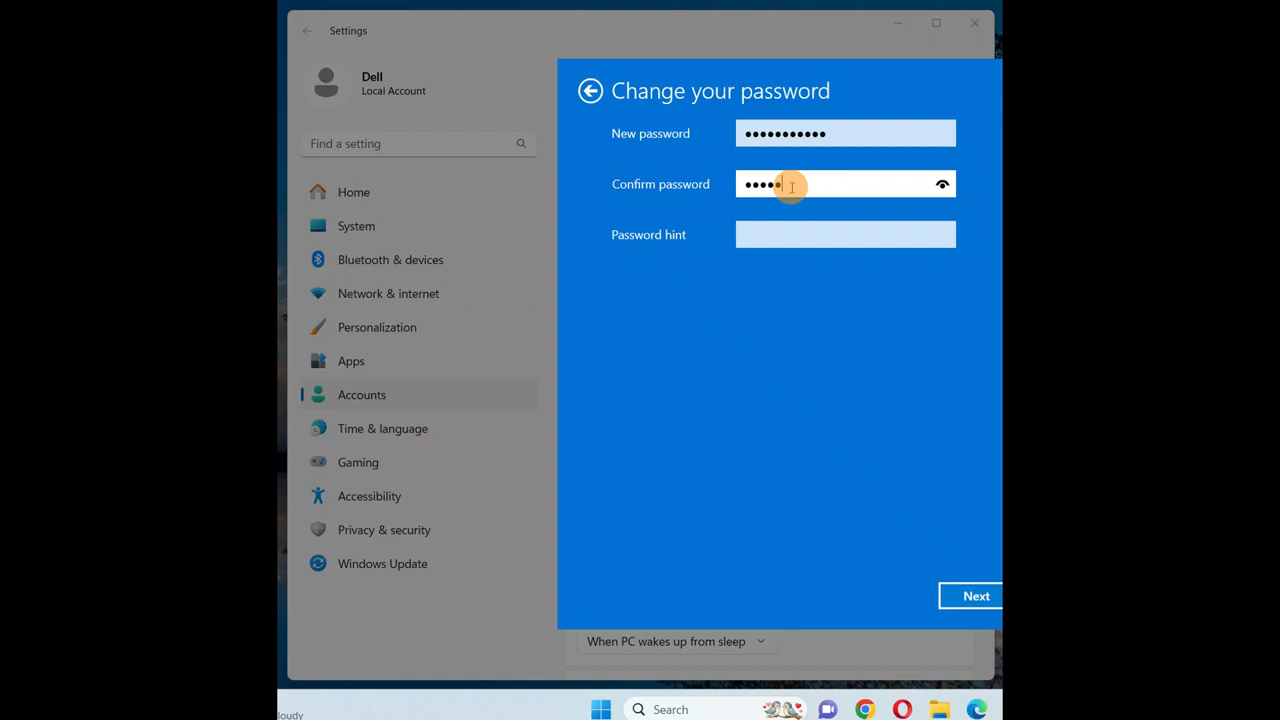 Settings
Dell
Local Account
Find a setting
Home
System
Bluetooth & devices
Network & internet
Personalization
Apps
Accounts
Time & language
Gaming
Accessibility
Privacy & security
Windows Update
Change your password
New password
•••••••••••
Confirm password
•••••
Password hint
Next
When PC wakes up from sleep
Search